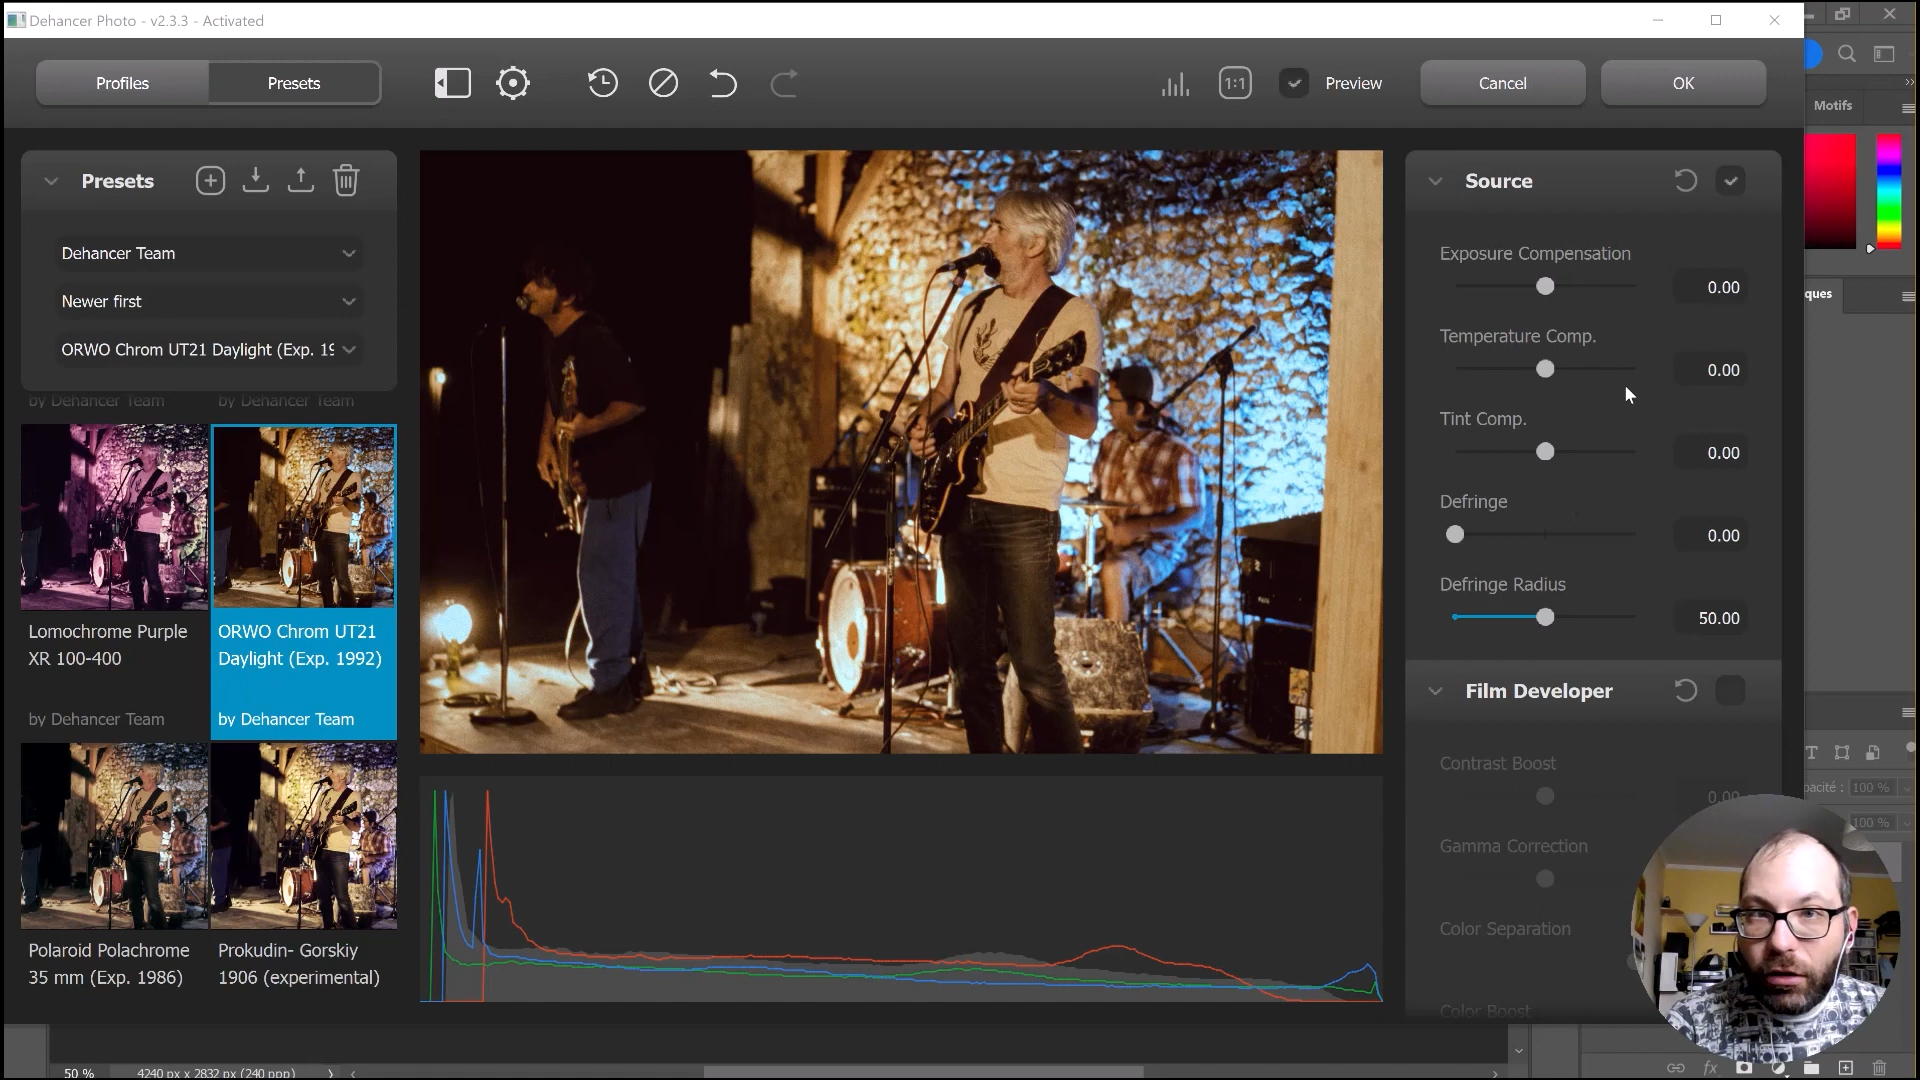 Dehancer Photo - v2.3.3 - Activated
Profiles
Presets
1:1
Preview
Cancel
OK
Motifs
Presets
Dehancer Team
Newer first
ORWO Chrom UT21 Daylight (Exp. 19
by Dehancer Team
by Dehancer Team
Lomochrome Purple
XR 100-400
by Dehancer Team
ORWO Chrom UT21
Daylight (Exp. 1992)
by Dehancer Team
Polaroid Polachrome
35 mm (Exp. 1986)
Prokudin- Gorskiy
1906 (experimental)
Source
Exposure Compensation
0.00
Temperature Comp.
0.00
Tint Comp.
0.00
Defringe
0.00
Defringe Radius
50.00
Film Developer
Contrast Boost
0.00
Gamma Correction
Color Separation
Color Boost
ques
pacité : 100 %
100 %
fx
50 %
4240 px x 2832 px (240 ppp)